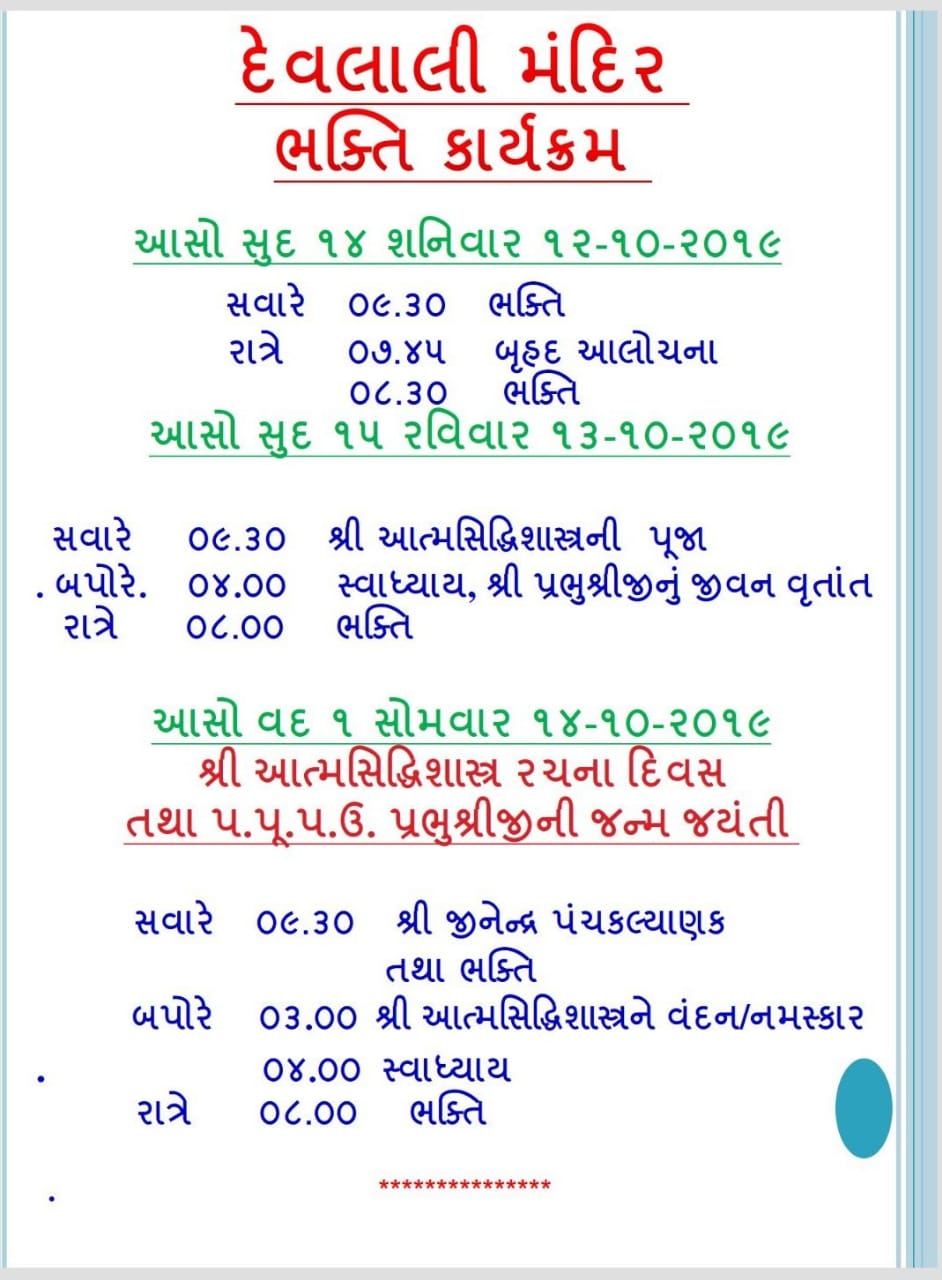 દેવલાલી મંદિર
ભક્તિ કાર્યક્રમ
આસો સુદ ૧૪ શનિવાર ૧૨-૧૦-૨૦૧૯
સવારે ૦૯.૩૦ ભક્તિ
રાત્રે ૦૭.૪૫ બૃહદ આલોચના
૦૮.૩૦ ભક્તિ
આસો સુદ ૧૫ રવિવાર ૧૩-૧૦-૨૦૧૯
સવારે ૦૯.૩૦ શ્રી આત્મસિદ્ધિશાસ્ત્રની પૂજા
. બપોરે. ૦૪.૦૦ સ્વાધ્યાય, શ્રી પ્રભુશ્રીજીનું જીવન વૃતાંત
રાત્રે ૦૮.૦૦ ભક્તિ
આસો વદ ૧ સોમવાર ૧૪-૧૦-૨૦૧૯
શ્રી આત્મસિદ્ધિશાસ્ત્ર રચના દિવસ
તથા પ.પૂ.પ.ઉ. પ્રભુશ્રીજીની જન્મ જયંતી
સવારે ૦૯.૩૦ શ્રી જીનેન્દ્ર પંચકલ્યાણક
તથા ભક્તિ
બપોરે ૦૩.૦૦ શ્રી આત્મસિદ્ધિશાસ્ત્રને વંદન/નમસ્કાર
. ૦૪.૦૦ સ્વાધ્યાય
રાત્રે ૦૮.૦૦ ભક્તિ
. ***************